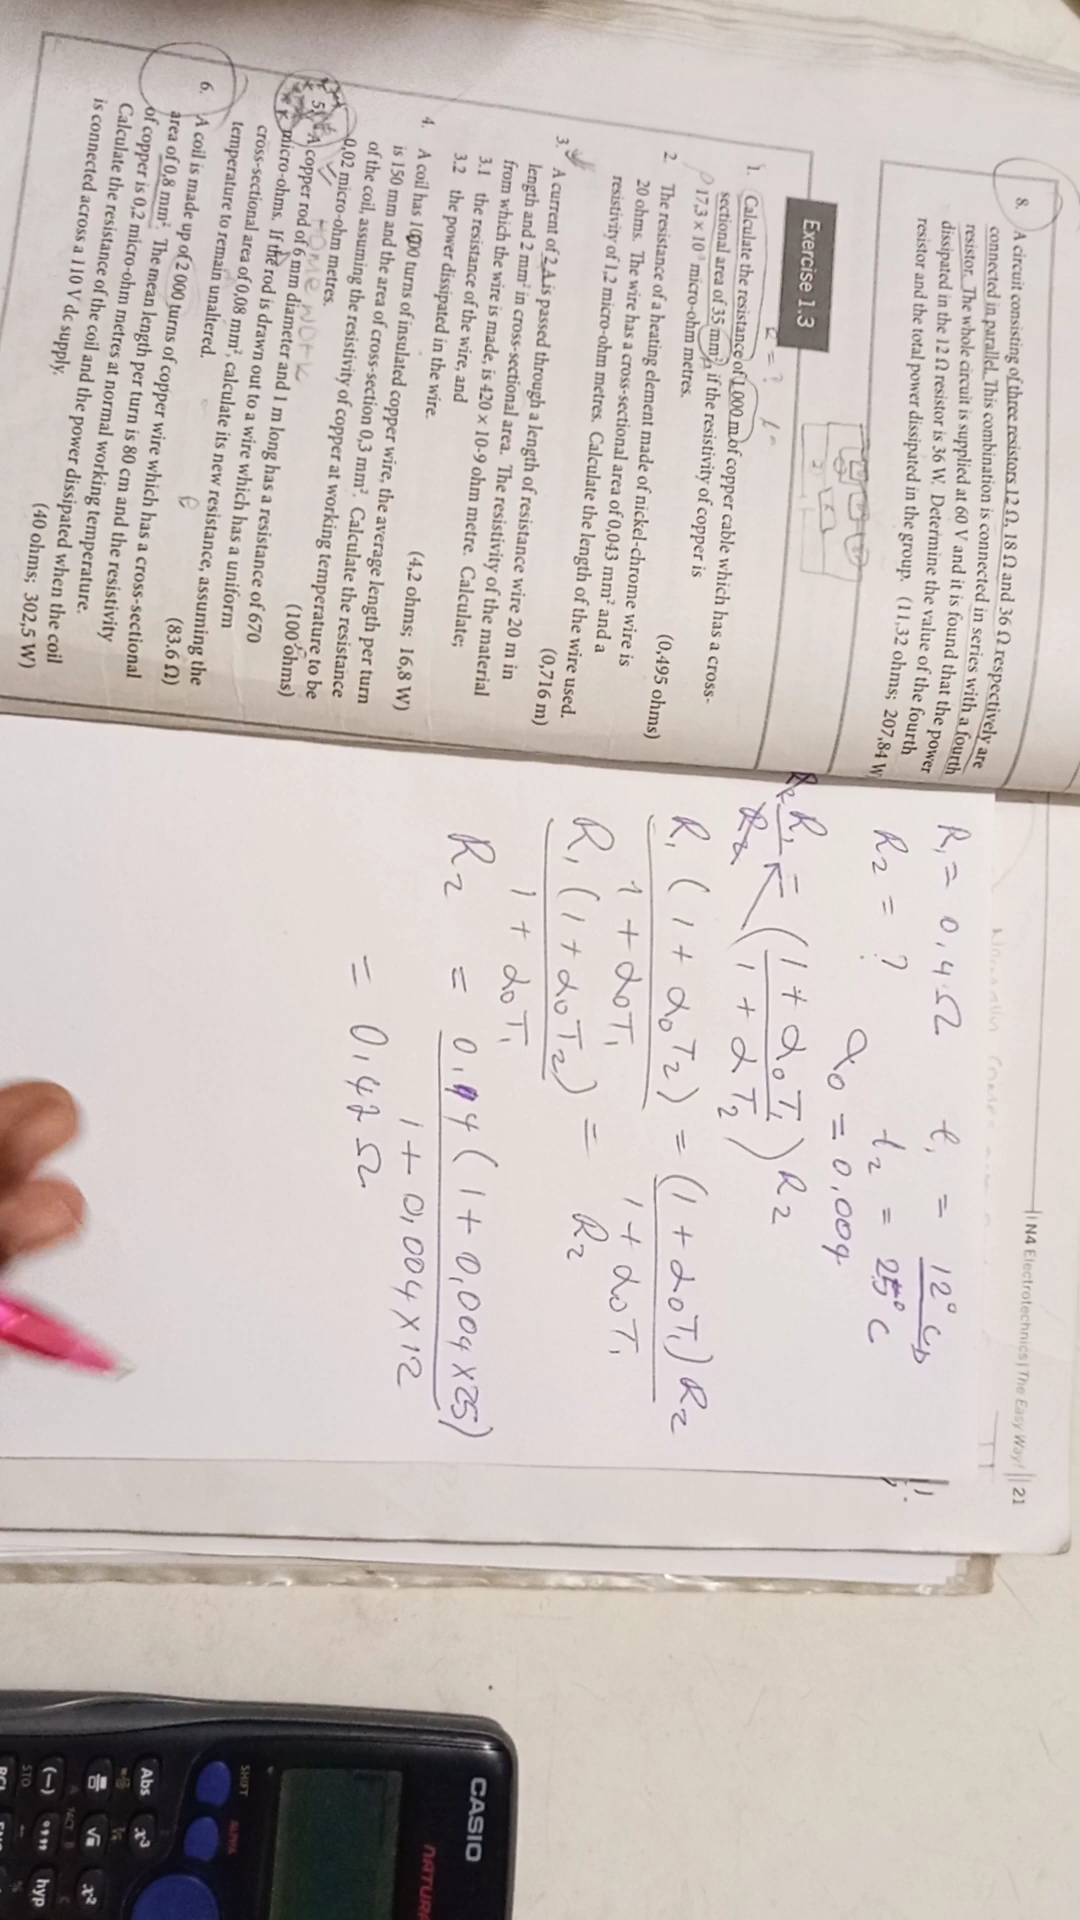 8. A circuit consisting of three resistors 12 Ω, 18 Ω and 36 Ω respectively are
connected in parallel. This combination is connected in series with a fourth
resistor. The whole circuit is supplied at 60 V and it is found that the power
dissipated in the 12 Ω resistor is 36 W. Determine the value of the fourth
resistor and the total power dissipated in the group. (11,32 ohms; 207,84 W
Exercise 1.3
R = ? l =
1. Calculate the resistance of 1 000 m of copper cable which has a cross-
sectional area of 35 mm², if the resistivity of copper is
17,3 x 10⁻³ micro-ohm metres.
(0,495 ohms)
2 The resistance of a heating element made of nickel-chrome wire is
20 ohms. The wire has a cross-sectional area of 0,043 mm² and a
resistivity of 1,2 micro-ohm metres. Calculate the length of the wire used.
(0,716 m)
3. A current of 2 A is passed through a length of resistance wire 20 m in
length and 2 mm² in cross-sectional area. The resistivity of the material
from which the wire is made, is 420 × 10-9 ohm metre. Calculate;
3.1 the resistance of the wire, and
3.2 the power dissipated in the wire.
(4,2 ohms; 16,8 W)
4. A coil has 1000 turns of insulated copper wire, the average length per turn
is 150 mm and the area of cross-section 0,3 mm². Calculate the resistance
of the coil, assuming the resistivity of copper at working temperature to be
0,02 micro-ohm metres.
(100 ohms)
HOME WORK
5. A copper rod of 6 mm diameter and 1 m long has a resistance of 670
micro-ohms. If the rod is drawn out to a wire which has a uniform
cross-sectional area of 0,08 mm², calculate its new resistance, assuming the
temperature to remain unaltered.
(83.6 Ω)
6. A coil is made up of 2 000 turns of copper wire which has a cross-sectional
area of 0,8 mm². The mean length per turn is 80 cm and the resistivity
of copper is 0,2 micro-ohm metres at normal working temperature.
Calculate the resistance of the coil and the power dissipated when the coil
is connected across a 110 V dc supply.
(40 ohms; 302,5 W)
N4 Electrotechnics | The Easy Way! 21
R₁ = 0,4Ω t₁ = 12°C
R₂ = ? t₂ = 25°C
α₀ = 0,004
R₁ = (1 + α₀T₁) R₂
R₂ (1 + αT₂)
R₁ (1 + α₀T₂) = (1 + α₀T₁) R₂
1 + α₀T₁ 1 + α₀T₁
R₁ (1 + α₀T₂) = R₂
1 + α₀T₁
R₂ = 0,4 (1 + 0,004 × 25)
1 + 0,004 × 12
= 0,42 Ω
CASIO
SHIFT
ALPHA
Abs
x³
√
x²
(−)
hyp
STO